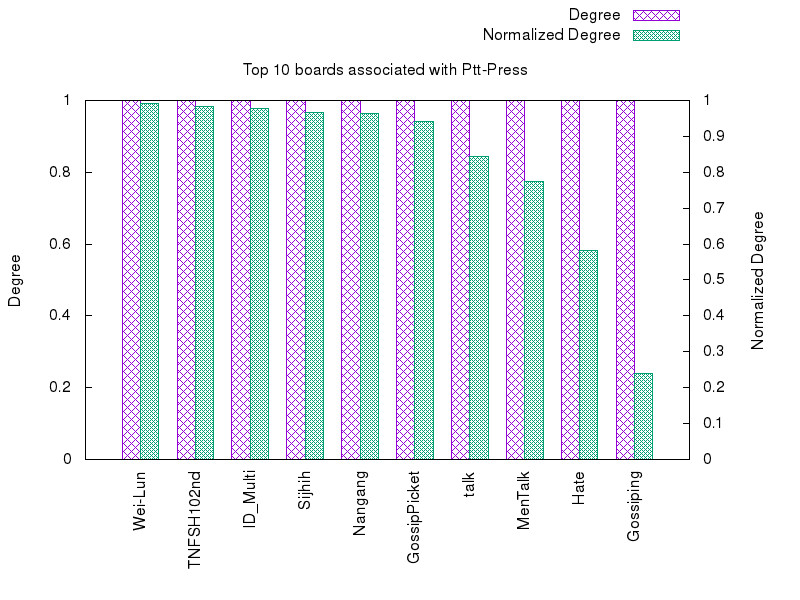 Degree
Normalized Degree
Top 10 boards associated with Ptt-Press
1
0.8
0.6
0.4
0.2
0
1
0.9
0.8
0.7
0.6
0.5
0.4
0.3
0.2
0.1
0
Degree
Normalized Degree
Wei-Lun
TNFSH102nd
ID_Multi
Sijhih
Nangang
GossipPicket
talk
MenTalk
Hate
Gossiping